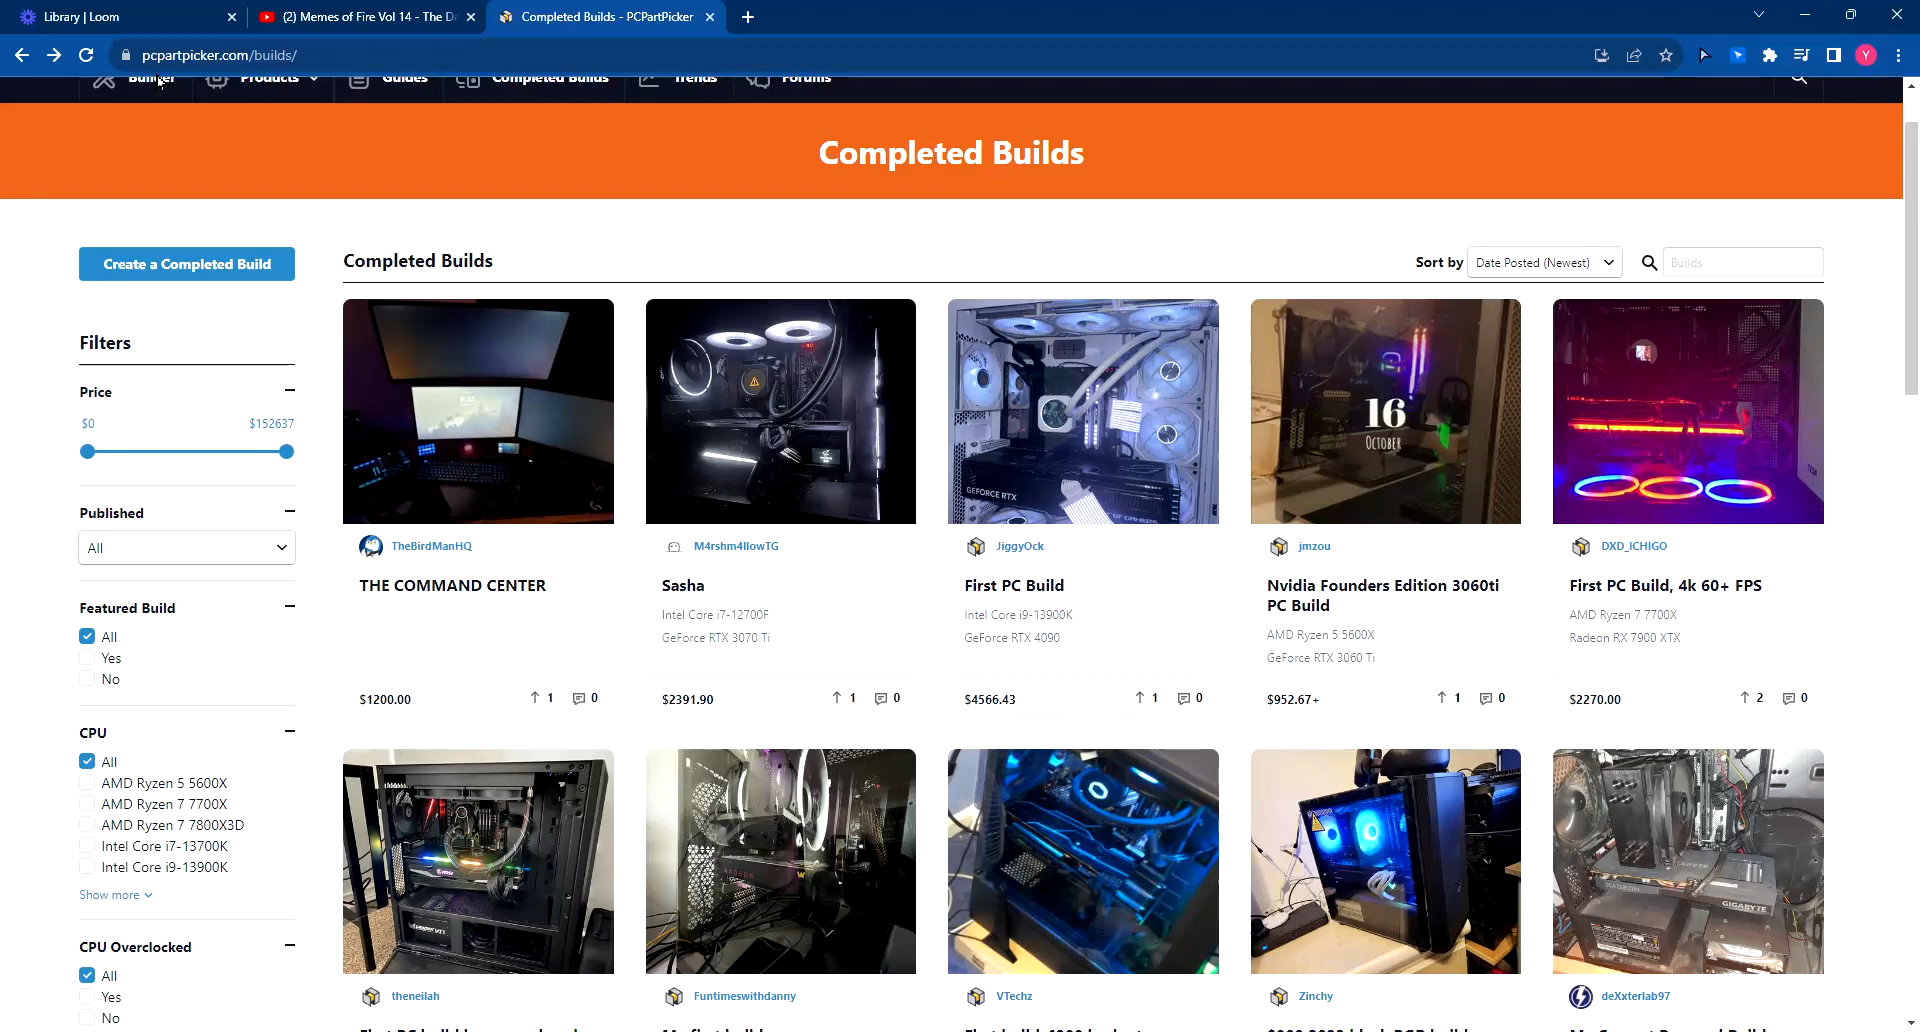 Library | Loom
(2) Memes of Fire Vol 14 - The D
Completed Builds - PCPartPicker
pcpartpicker.com/builds/
Y
Builder
Products
Guides
Completed Builds
Trends
Forums
Completed Builds
Create a Completed Build
Completed Builds
Sort by
Date Posted (Newest)
Builds
Filters
Price
$0
$152637
Published
All
Featured Build
All
Yes
No
CPU
All
AMD Ryzen 5 5600X
AMD Ryzen 7 7700X
AMD Ryzen 7 7800X3D
Intel Core i7-13700K
Intel Core i9-13900K
Show more
CPU Overclocked
All
Yes
No
TheBirdManHQ
THE COMMAND CENTER
$1200.00
1
0
M4rshm4llowTG
Sasha
Intel Core i7-12700F
GeForce RTX 3070 Ti
$2391.90
1
0
GEFORCE RTX
JiggyOck
First PC Build
Intel Core i9-13900K
GeForce RTX 4090
$4566.43
1
0
16
OCTOBER
jmzou
Nvidia Founders Edition 3060ti
PC Build
AMD Ryzen 5 5600X
GeForce RTX 3060 Ti
$952.67+
1
0
DXD_ICHIGO
First PC Build, 4k 60+ FPS
AMD Ryzen 7 7700X
Radeon RX 7900 XTX
$2270.00
2
0
theneilah
RADEON
Funtimeswithdanny
VTechz
Zinchy
RADEON
GIGABYTE
deXxterlab97